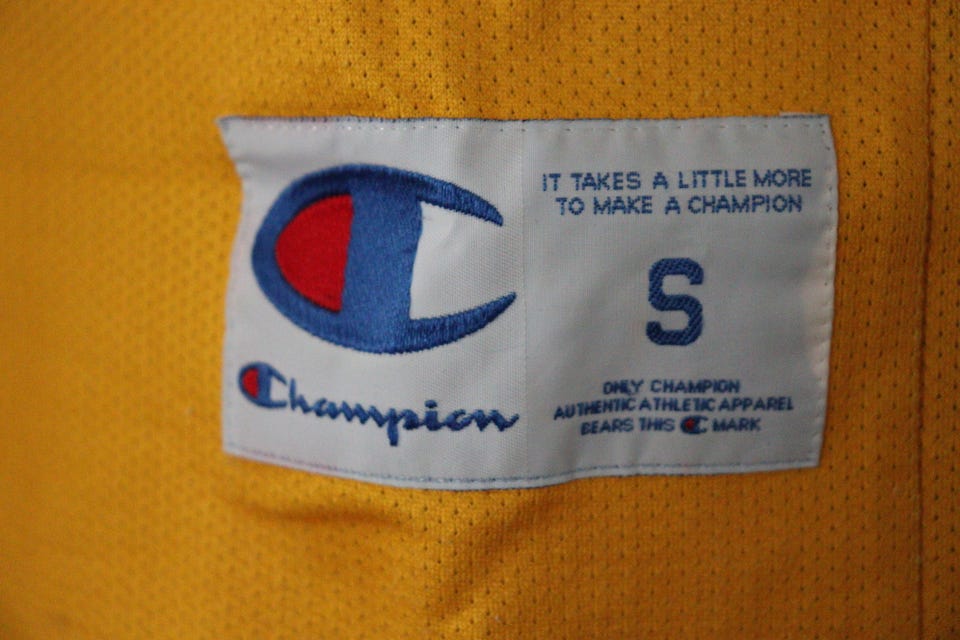 Champion
IT TAKES A LITTLE MORE
TO MAKE A CHAMPION
S
ONLY CHAMPION
AUTHENTIC ATHLETIC APPAREL
BEARS THIS C MARK